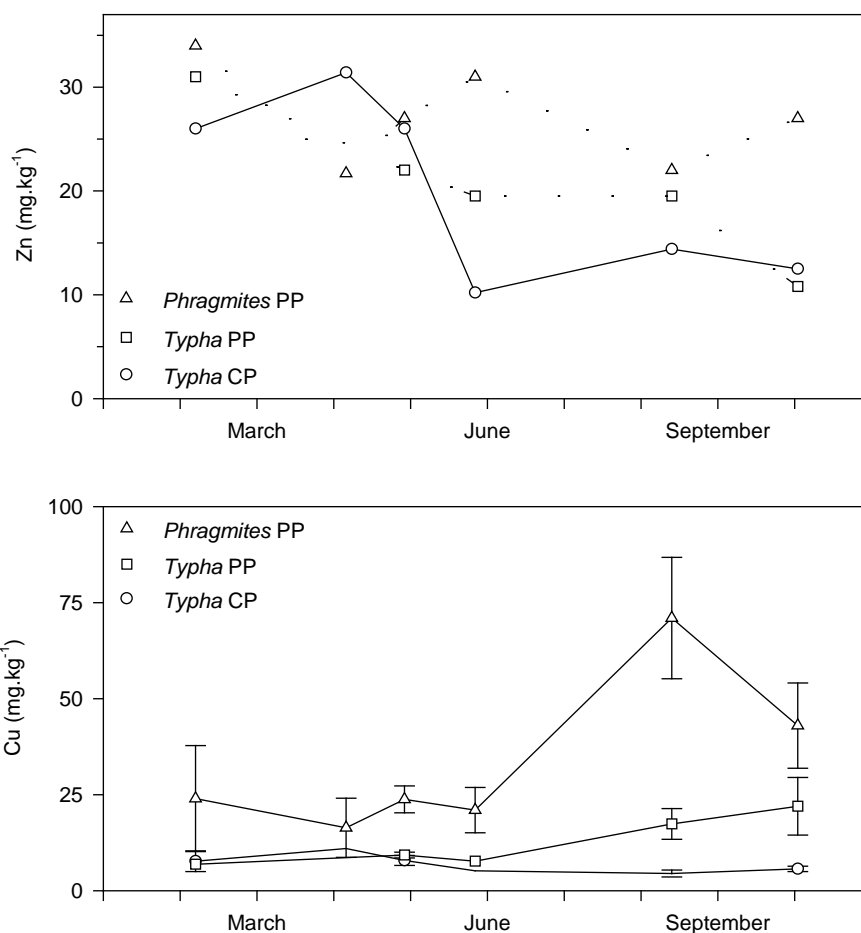 Zn (mg.kg-1)
30
20
10
0
Phragmites PP
Typha PP
Typha CP
March June September
Cu (mg.kg-1)
100
75
50
25
0
Phragmites PP
Typha PP
Typha CP
March June September